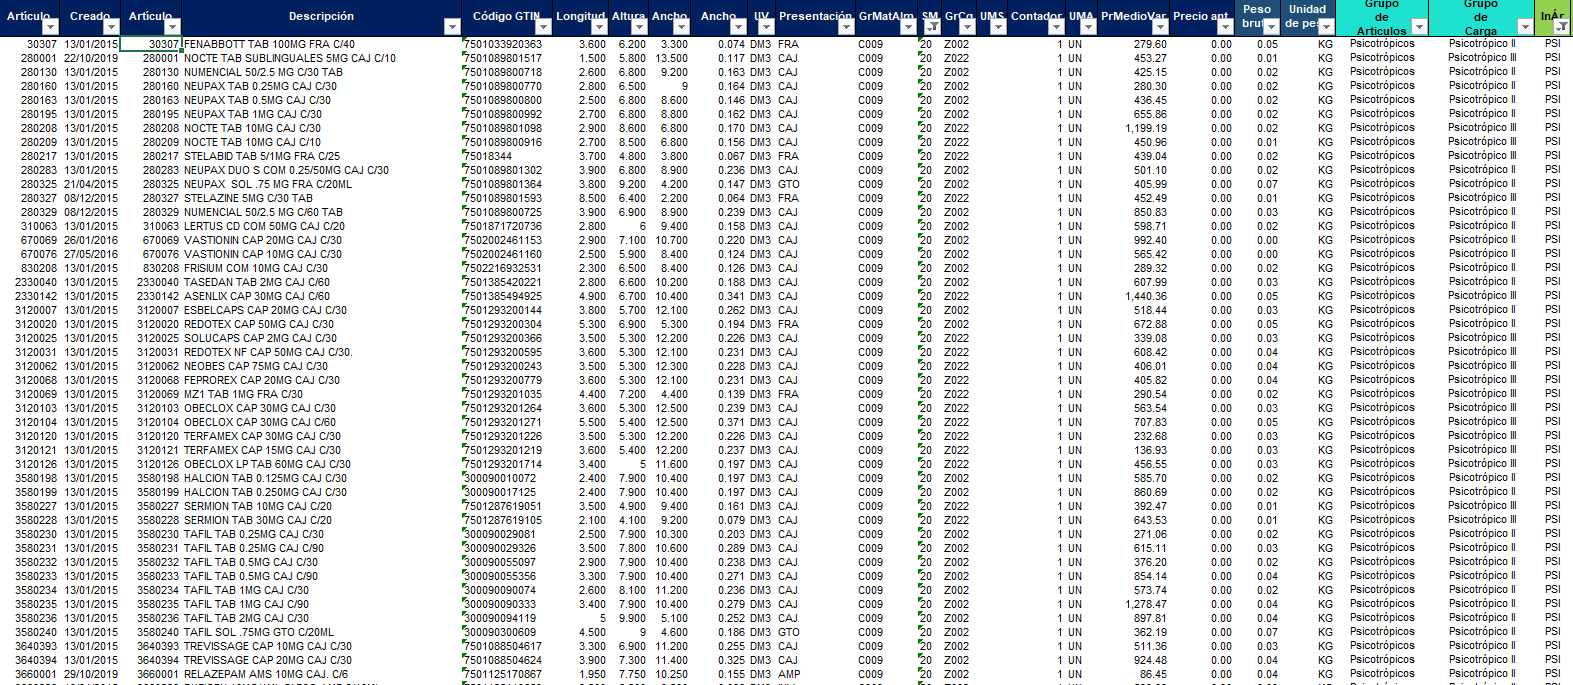 Articulo Creado Articulo Descripción Código GTIN Longitud Altura Ancho Ancho UV Presentación GrMatAlm SM GrCg UMS Contador UMA PrMedioVar Precio ant Peso brut Unidad de pe Grupo de Articulos Grupo de Carga InÁr
30307 13/01/2015 30307 FENABBOTT TAB 100MG FRA C/40 7501033920363 3.600 6.200 3.300 0.074 DM3 FRA C009 20 Z002 1 UN 279.60 0.00 0.05 KG Psicotrópicos Psicotrópico II PSI
280001 22/10/2019 280001 NOCTE TAB SUBLINGUALES 5MG CAJ C/10 7501089801517 1.500 5.800 13.500 0.117 DM3 CAJ C009 20 Z022 1 UN 453.27 0.00 0.01 KG Psicotrópicos Psicotrópico III PSI
280130 13/01/2015 280130 NUMENCIAL 50/2.5 MG C/30 TAB 7501089800718 2.600 6.800 9.200 0.163 DM3 CAJ C009 20 Z002 1 UN 425.15 0.00 0.02 KG Psicotrópicos Psicotrópico II PSI
280160 13/01/2015 280160 NEUPAX TAB 0.25MG CAJ C/30 7501089800770 2.800 6.500 9 0.164 DM3 CAJ C009 20 Z002 1 UN 280.30 0.00 0.02 KG Psicotrópicos Psicotrópico II PSI
280163 13/01/2015 280163 NEUPAX TAB 0.5MG CAJ C/30 7501089800800 2.500 6.800 8.600 0.146 DM3 CAJ C009 20 Z002 1 UN 436.45 0.00 0.02 KG Psicotrópicos Psicotrópico II PSI
280195 13/01/2015 280195 NEUPAX TAB 1MG CAJ C/30 7501089800992 2.700 6.800 8.800 0.162 DM3 CAJ C009 20 Z002 1 UN 655.86 0.00 0.02 KG Psicotrópicos Psicotrópico II PSI
280208 13/01/2015 280208 NOCTE TAB 10MG CAJ C/30 7501089801098 2.900 8.600 6.800 0.170 DM3 CAJ C009 20 Z022 1 UN 1,199.19 0.00 0.02 KG Psicotrópicos Psicotrópico III PSI
280209 13/01/2015 280209 NOCTE TAB 10MG CAJ C/10 7501089800916 2.700 8.500 6.800 0.156 DM3 CAJ C009 20 Z022 1 UN 450.96 0.00 0.01 KG Psicotrópicos Psicotrópico III PSI
280217 13/01/2015 280217 STELABID TAB 5/1MG FRA C/25 75018344 3.700 4.800 3.800 0.067 DM3 FRA C009 20 Z022 1 UN 439.04 0.00 0.02 KG Psicotrópicos Psicotrópico III PSI
280283 13/01/2015 280283 NEUPAX DUO S COM 0.25/50MG CAJ C/30 7501089801302 3.900 6.800 8.900 0.236 DM3 CAJ C009 20 Z002 1 UN 501.10 0.00 0.02 KG Psicotrópicos Psicotrópico II PSI
280325 21/04/2015 280325 NEUPAX  SOL .75 MG FRA C/20ML 7501089801364 3.800 9.200 4.200 0.147 DM3 GTO C009 20 Z002 1 UN 405.99 0.00 0.07 KG Psicotrópicos Psicotrópico II PSI
280327 08/12/2015 280327 STELAZINE 5MG C/30 TAB 7501089801593 8.500 6.400 2.200 0.064 DM3 FRA C009 20 Z022 1 UN 452.49 0.00 0.01 KG Psicotrópicos Psicotrópico III PSI
280329 08/12/2015 280329 NUMENCIAL 50/2.5 MG C/60 TAB 7501089800725 3.900 6.900 8.900 0.239 DM3 CAJ C009 20 Z002 1 UN 850.83 0.00 0.03 KG Psicotrópicos Psicotrópico II PSI
310063 13/01/2015 310063 LERTUS CD COM 50MG CAJ C/20 7501871720736 2.800 6 9.400 0.158 DM3 CAJ C009 20 Z002 1 UN 598.71 0.00 0.02 KG Psicotrópicos Psicotrópico II PSI
670069 26/01/2016 670069 VASTIONIN CAP 20MG CAJ C/30 7502002461153 2.900 7.100 10.700 0.220 DM3 CAJ C009 20 Z002 1 UN 992.40 0.00 0.00 KG Psicotrópicos Psicotrópico II PSI
670076 27/05/2016 670076 VASTIONIN CAP 10MG CAJ C/30 7502002461160 2.500 5.900 8.400 0.124 DM3 CAJ C009 20 Z002 1 UN 565.42 0.00 0.00 KG Psicotrópicos Psicotrópico II PSI
830208 13/01/2015 830208 FRISIUM COM 10MG CAJ C/30 7502216932531 2.300 6.500 8.400 0.126 DM3 CAJ C009 20 Z002 1 UN 289.32 0.00 0.02 KG Psicotrópicos Psicotrópico II PSI
2330040 13/01/2015 2330040 TASEDAN TAB 2MG CAJ C/60 7501385420221 2.800 6.600 10.200 0.188 DM3 CAJ C009 20 Z002 1 UN 607.99 0.00 0.03 KG Psicotrópicos Psicotrópico II PSI
2330142 13/01/2015 2330142 ASENLIX CAP 30MG CAJ C/60 7501385494925 4.900 6.700 10.400 0.341 DM3 CAJ C009 20 Z022 1 UN 1,440.36 0.00 0.05 KG Psicotrópicos Psicotrópico III PSI
3120007 13/01/2015 3120007 ESBELCAPS CAP 20MG CAJ C/30 7501293200144 3.800 5.700 12.100 0.262 DM3 CAJ C009 20 Z002 1 UN 518.44 0.00 0.03 KG Psicotrópicos Psicotrópico II PSI
3120020 13/01/2015 3120020 REDOTEX CAP 50MG CAJ C/30 7501293200304 5.300 6.900 5.300 0.194 DM3 FRA C009 20 Z002 1 UN 672.88 0.00 0.05 KG Psicotrópicos Psicotrópico II PSI
3120025 13/01/2015 3120025 SOLUCAPS CAP 2MG CAJ C/30 7501293200366 3.500 5.300 12.200 0.226 DM3 CAJ C009 20 Z022 1 UN 339.08 0.00 0.03 KG Psicotrópicos Psicotrópico III PSI
3120031 13/01/2015 3120031 REDOTEX NF CAP 50MG CAJ C/30. 7501293200595 3.600 5.300 12.100 0.231 DM3 CAJ C009 20 Z022 1 UN 608.42 0.00 0.04 KG Psicotrópicos Psicotrópico III PSI
3120062 13/01/2015 3120062 NEOBES CAP 75MG CAJ C/30 7501293200243 3.500 5.300 12.300 0.228 DM3 CAJ C009 20 Z022 1 UN 406.01 0.00 0.04 KG Psicotrópicos Psicotrópico III PSI
3120068 13/01/2015 3120068 FEPROREX CAP 20MG CAJ C/30 7501293200779 3.600 5.300 12.100 0.231 DM3 CAJ C009 20 Z002 1 UN 405.82 0.00 0.04 KG Psicotrópicos Psicotrópico II PSI
3120069 13/01/2015 3120069 MZ1 TAB 1MG FRA C/30 7501293201035 4.400 7.200 4.400 0.139 DM3 FRA C009 20 Z022 1 UN 290.54 0.00 0.02 KG Psicotrópicos Psicotrópico III PSI
3120103 13/01/2015 3120103 OBECLOX CAP 30MG CAJ C/30 7501293201264 3.600 5.300 12.500 0.239 DM3 CAJ C009 20 Z022 1 UN 563.54 0.00 0.03 KG Psicotrópicos Psicotrópico III PSI
3120104 13/01/2015 3120104 OBECLOX CAP 30MG CAJ C/60 7501293201271 5.500 5.400 12.500 0.371 DM3 CAJ C009 20 Z022 1 UN 707.83 0.00 0.05 KG Psicotrópicos Psicotrópico III PSI
3120120 13/01/2015 3120120 TERFAMEX CAP 30MG CAJ C/30 7501293201226 3.500 5.300 12.200 0.226 DM3 CAJ C009 20 Z022 1 UN 232.68 0.00 0.03 KG Psicotrópicos Psicotrópico III PSI
3120121 13/01/2015 3120121 TERFAMEX CAP 15MG CAJ C/30 7501293201219 3.600 5.400 12.200 0.237 DM3 CAJ C009 20 Z022 1 UN 136.93 0.00 0.03 KG Psicotrópicos Psicotrópico III PSI
3120126 13/01/2015 3120126 OBECLOX LP TAB 60MG CAJ C/30 7501293201714 3.400 5 11.600 0.197 DM3 CAJ C009 20 Z022 1 UN 456.55 0.00 0.03 KG Psicotrópicos Psicotrópico III PSI
3580198 13/01/2015 3580198 HALCION TAB 0.125MG CAJ C/30 300090010072 2.400 7.900 10.400 0.197 DM3 CAJ C009 20 Z002 1 UN 585.70 0.00 0.02 KG Psicotrópicos Psicotrópico II PSI
3580199 13/01/2015 3580199 HALCION TAB 0.250MG CAJ C/30 300090017125 2.400 7.900 10.400 0.197 DM3 CAJ C009 20 Z002 1 UN 860.69 0.00 0.02 KG Psicotrópicos Psicotrópico II PSI
3580227 13/01/2015 3580227 SERMION TAB 10MG CAJ C/20 7501287619051 3.500 4.900 9.400 0.161 DM3 CAJ C009 20 Z022 1 UN 392.47 0.00 0.01 KG Psicotrópicos Psicotrópico III PSI
3580228 13/01/2015 3580228 SERMION TAB 30MG CAJ C/20 7501287619105 2.100 4.100 9.200 0.079 DM3 CAJ C009 20 Z022 1 UN 643.53 0.00 0.01 KG Psicotrópicos Psicotrópico III PSI
3580230 13/01/2015 3580230 TAFIL TAB 0.25MG CAJ C/30 300090029081 2.500 7.900 10.300 0.203 DM3 CAJ C009 20 Z002 1 UN 271.06 0.00 0.02 KG Psicotrópicos Psicotrópico II PSI
3580231 13/01/2015 3580231 TAFIL TAB 0.25MG CAJ C/90 300090029326 3.500 7.800 10.600 0.289 DM3 CAJ C009 20 Z002 1 UN 615.11 0.00 0.03 KG Psicotrópicos Psicotrópico II PSI
3580232 13/01/2015 3580232 TAFIL TAB 0.5MG CAJ C/30 300090055097 2.900 7.900 10.400 0.238 DM3 CAJ C009 20 Z002 1 UN 376.20 0.00 0.02 KG Psicotrópicos Psicotrópico II PSI
3580233 13/01/2015 3580233 TAFIL TAB 0.5MG CAJ C/90 300090055356 3.300 7.900 10.400 0.271 DM3 CAJ C009 20 Z002 1 UN 854.14 0.00 0.04 KG Psicotrópicos Psicotrópico II PSI
3580234 13/01/2015 3580234 TAFIL TAB 1MG CAJ C/30 300090090074 2.600 8.100 11.200 0.236 DM3 CAJ C009 20 Z002 1 UN 573.74 0.00 0.02 KG Psicotrópicos Psicotrópico II PSI
3580235 13/01/2015 3580235 TAFIL TAB 1MG CAJ C/90 300090090333 3.400 7.900 10.400 0.279 DM3 CAJ C009 20 Z002 1 UN 1,278.47 0.00 0.04 KG Psicotrópicos Psicotrópico II PSI
3580236 13/01/2015 3580236 TAFIL TAB 2MG CAJ C/30 300090094119 5 9.900 5.100 0.252 DM3 CAJ C009 20 Z002 1 UN 897.81 0.00 0.04 KG Psicotrópicos Psicotrópico II PSI
3580240 13/01/2015 3580240 TAFIL SOL .75MG GTO C/20ML 300090300609 4.500 9 4.600 0.186 DM3 GTO C009 20 Z002 1 UN 362.19 0.00 0.07 KG Psicotrópicos Psicotrópico II PSI
3640393 13/01/2015 3640393 TREVISSAGE CAP 10MG CAJ C/30 7501088504617 3.300 6.900 11.200 0.255 DM3 CAJ C009 20 Z002 1 UN 511.36 0.00 0.03 KG Psicotrópicos Psicotrópico II PSI
3640394 13/01/2015 3640394 TREVISSAGE CAP 20MG CAJ C/30 7501088504624 3.900 7.300 11.400 0.325 DM3 CAJ C009 20 Z002 1 UN 924.48 0.00 0.04 KG Psicotrópicos Psicotrópico II PSI
3660001 29/10/2019 3660001 RELAZEPAM AMS 10MG CAJ. C/6 7501125170867 1.950 7.750 10.250 0.155 DM3 AMP C009 20 Z002 1 UN 86.45 0.00 0.04 KG Psicotrópicos Psicotrópico II PSI